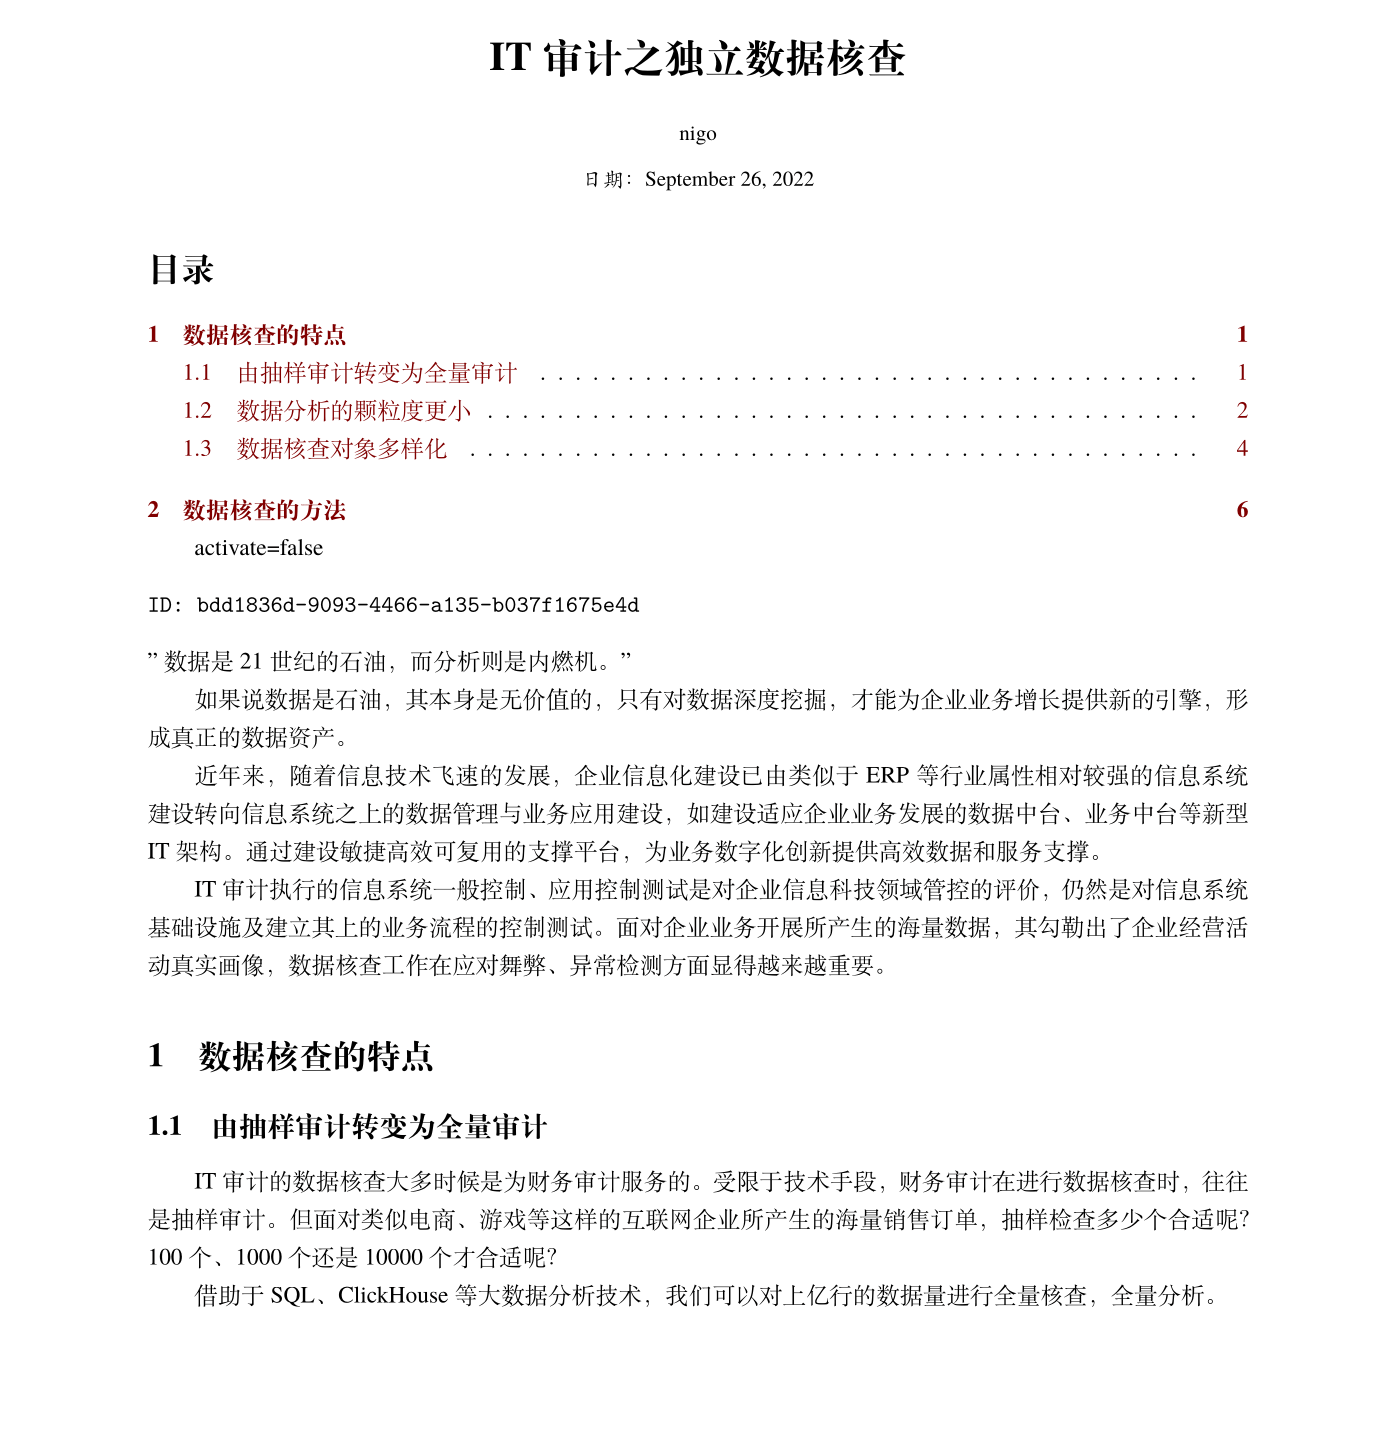 IT 审计之独立数据核查
nigo
日期：September 26, 2022
目录
1 数据核查的特点 1
1.1 由抽样审计转变为全量审计 . . . . . . . . . . . . . . . . . . . . . . . . . . . . . . . . . . . . . . 1
1.2 数据分析的颗粒度更小 . . . . . . . . . . . . . . . . . . . . . . . . . . . . . . . . . . . . . . . . . 2
1.3 数据核查对象多样化 . . . . . . . . . . . . . . . . . . . . . . . . . . . . . . . . . . . . . . . . . . 4
2 数据核查的方法 6
activate=false
ID: bdd1836d-9093-4466-a135-b037f1675e4d
” 数据是 21 世纪的石油，而分析则是内燃机。”
如果说数据是石油，其本身是无价值的，只有对数据深度挖掘，才能为企业业务增长提供新的引擎，形
成真正的数据资产。
近年来，随着信息技术飞速的发展，企业信息化建设已由类似于 ERP 等行业属性相对较强的信息系统
建设转向信息系统之上的数据管理与业务应用建设，如建设适应企业业务发展的数据中台、业务中台等新型
IT 架构。通过建设敏捷高效可复用的支撑平台，为业务数字化创新提供高效数据和服务支撑。
IT 审计执行的信息系统一般控制、应用控制测试是对企业信息科技领域管控的评价，仍然是对信息系统
基础设施及建立其上的业务流程的控制测试。面对企业业务开展所产生的海量数据，其勾勒出了企业经营活
动真实画像，数据核查工作在应对舞弊、异常检测方面显得越来越重要。
1 数据核查的特点
1.1 由抽样审计转变为全量审计
IT 审计的数据核查大多时候是为财务审计服务的。受限于技术手段，财务审计在进行数据核查时，往往
是抽样审计。但面对类似电商、游戏等这样的互联网企业所产生的海量销售订单，抽样检查多少个合适呢？
100 个、1000 个还是 10000 个才合适呢？
借助于 SQL、ClickHouse 等大数据分析技术，我们可以对上亿行的数据量进行全量核查，全量分析。